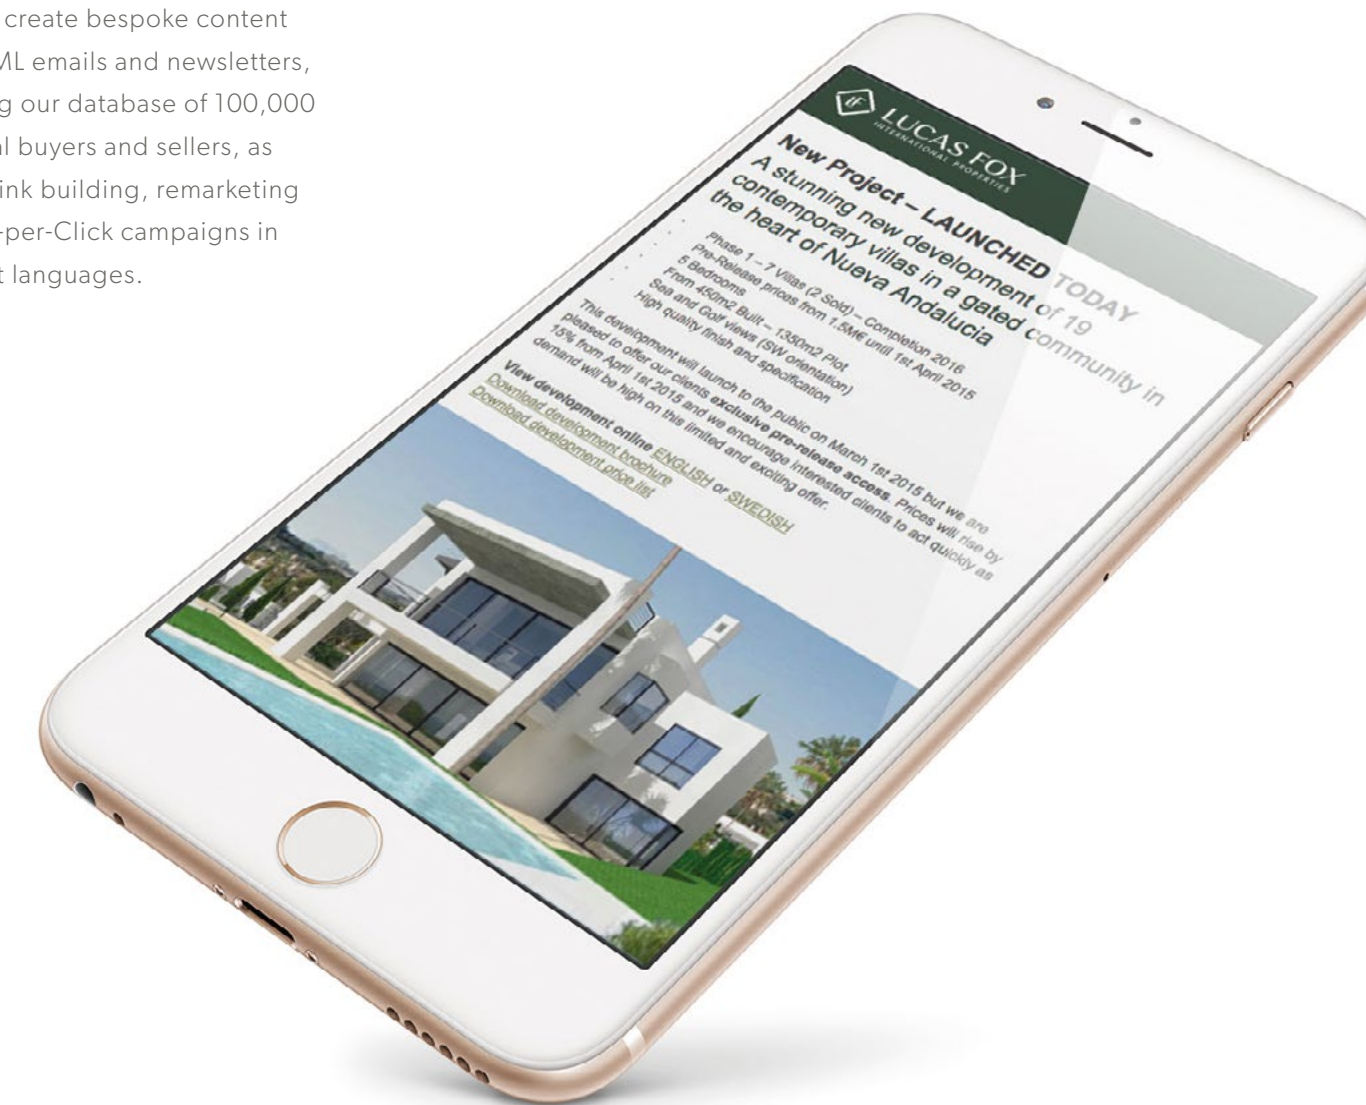 create bespoke content
ML emails and newsletters,
g our database of 100,000
l buyers and sellers, as
ink building, remarketing
-per-Click campaigns in
t languages.
LUCAS FOX
INTERNATIONAL PROPERTIES
New Project – LAUNCHED TODAY
A stunning new development of 19
contemporary villas in a gated community in
the heart of Nueva Andalucia
Phase 1 – 7 Villas (2 Sold) – Completion 2016
Pre-Release prices from 1.5M€ until 1st April 2015
5 Bedrooms
From 450m2 Built – 1350m2 Plot
Sea and Golf views (SW orientation)
High quality finish and specification
This development will launch to the public on March 1st 2015 but we are
pleased to offer our clients exclusive pre-release access. Prices will rise by
15% from April 1st 2015 and we encourage interested clients to act quickly as
demand will be high on this limited and exciting offer.
View development online ENGLISH or SWEDISH
Download development brochure
Download development price list